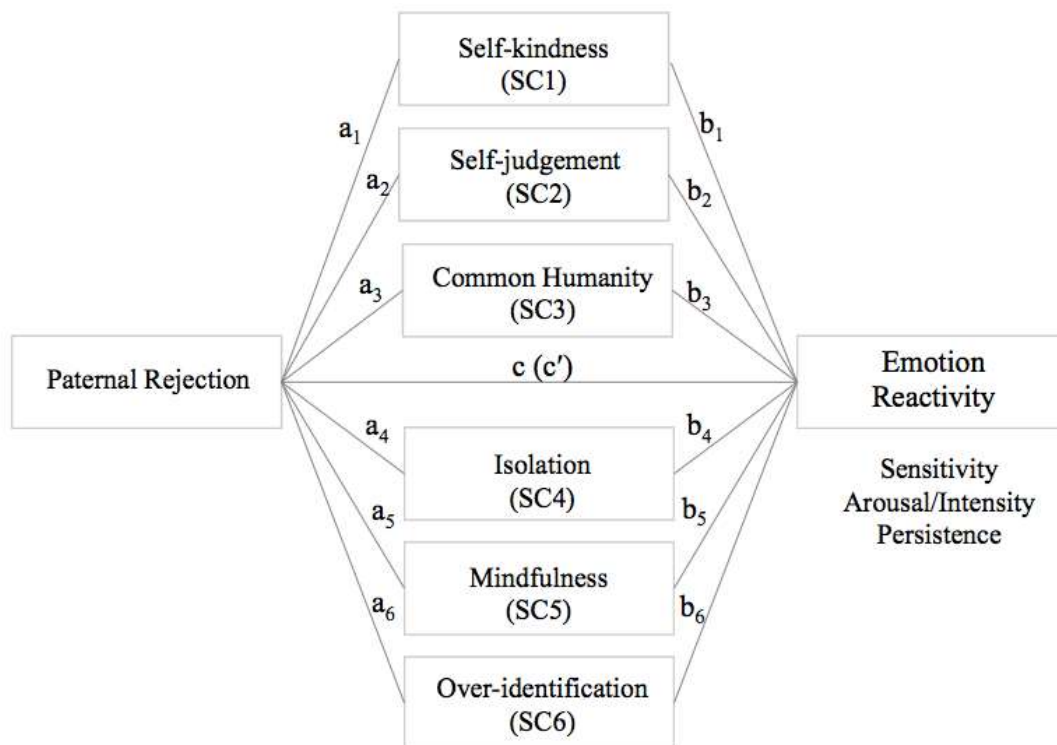 Self-kindness
(SC1)
a₁
b₁
Self-judgement
(SC2)
a₂
b₂
Common Humanity
(SC3)
a₃
b₃
Paternal Rejection
c (c′)
Emotion
Reactivity
a₄
b₄
Isolation
(SC4)
Sensitivity
Arousal/Intensity
Persistence
a₅
b₅
Mindfulness
(SC5)
a₆
b₆
Over-identification
(SC6)